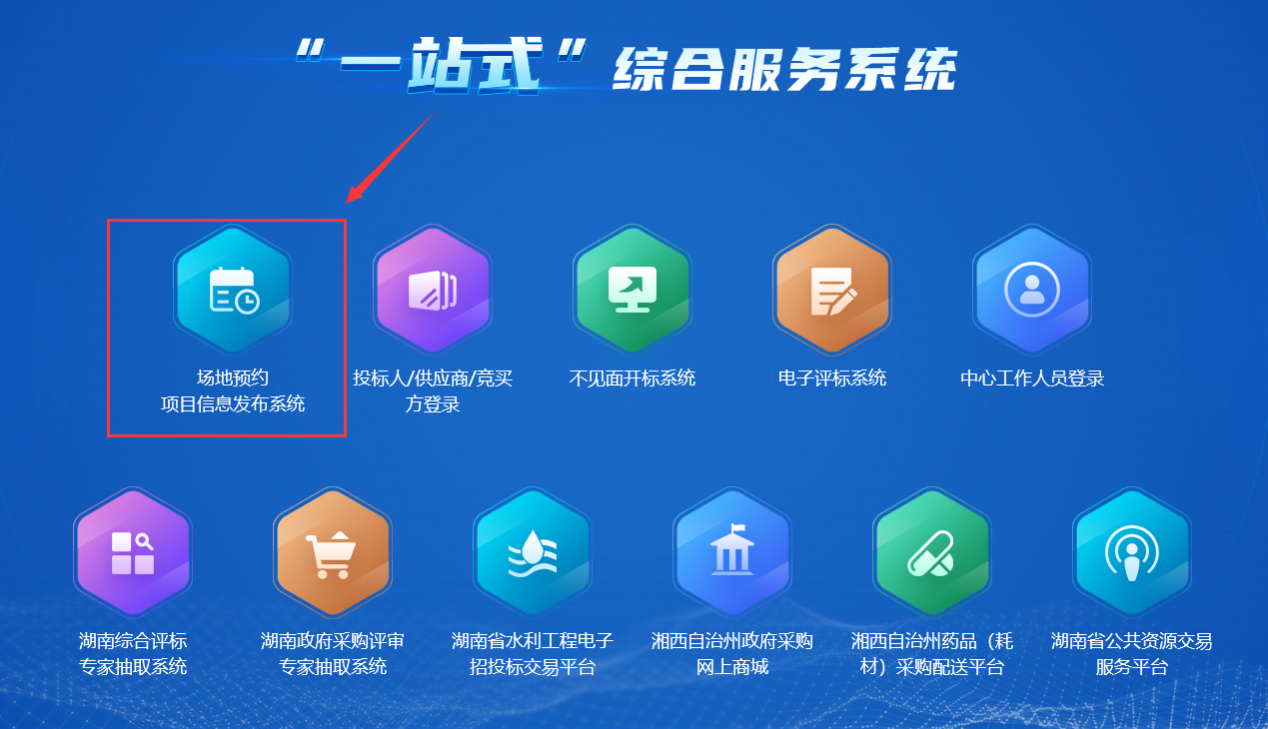 “一站式”综合服务系统
场地预约
项目信息发布系统
投标人/供应商/竞买
方登录
不见面开标系统
电子评标系统
中心工作人员登录
湖南综合评标
专家抽取系统
湖南政府采购评审
专家抽取系统
湖南省水利工程电子
招投标交易平台
湘西自治州政府采购
网上商城
湘西自治州药品（耗
材）采购配送平台
湖南省公共资源交易
服务平台